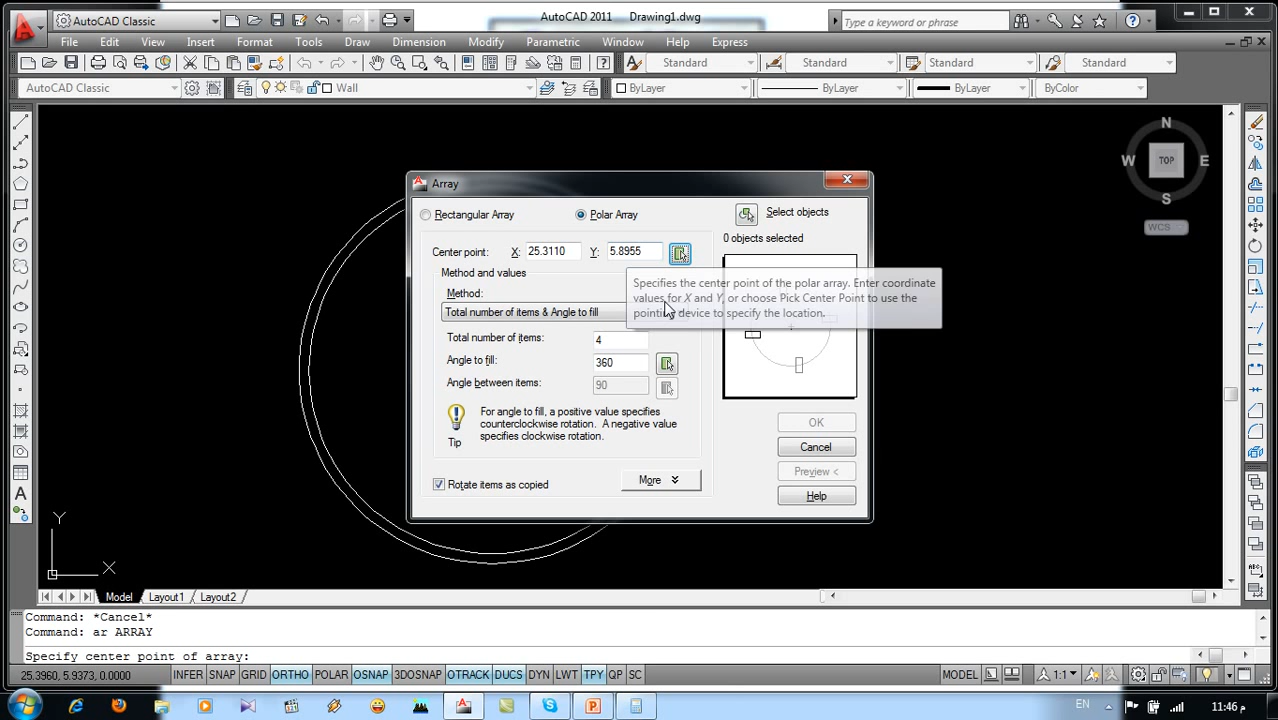 AutoCAD Classic
AutoCAD 2011 Drawing1.dwg
Type a keyword or phrase
File Edit View Insert Format Tools Draw Dimension Modify Parametric Window Help Express
Standard Standard Standard Standard
AutoCAD Classic Wall ByLayer ByLayer ByLayer ByColor
N
W TOP E
S
WCS
Array
Rectangular Array Polar Array Select objects
Center point: X: 25.3110 Y: 5.8955 0 objects selected
Method and values
Specifies the center point of the polar array. Enter coordinate
values for X and Y, or choose Pick Center Point to use the
pointing device to specify the location.
Method:
Total number of items & Angle to fill
Total number of items: 4
Angle to fill: 360
Angle between items: 90
For angle to fill, a positive value specifies
counterclockwise rotation. A negative value
specifies clockwise rotation.
Tip
OK
Cancel
Preview <
Help
Rotate items as copied More
Y
X
Model Layout1 Layout2
Command: *Cancel*
Command: ar ARRAY
Specify center point of array:
25.3960, 5.9373, 0.0000 INFER SNAP GRID ORTHO POLAR OSNAP 3DOSNAP OTRACK DUCS DYN LWT TPY QP SC MODEL 1:1
EN 11:46 م